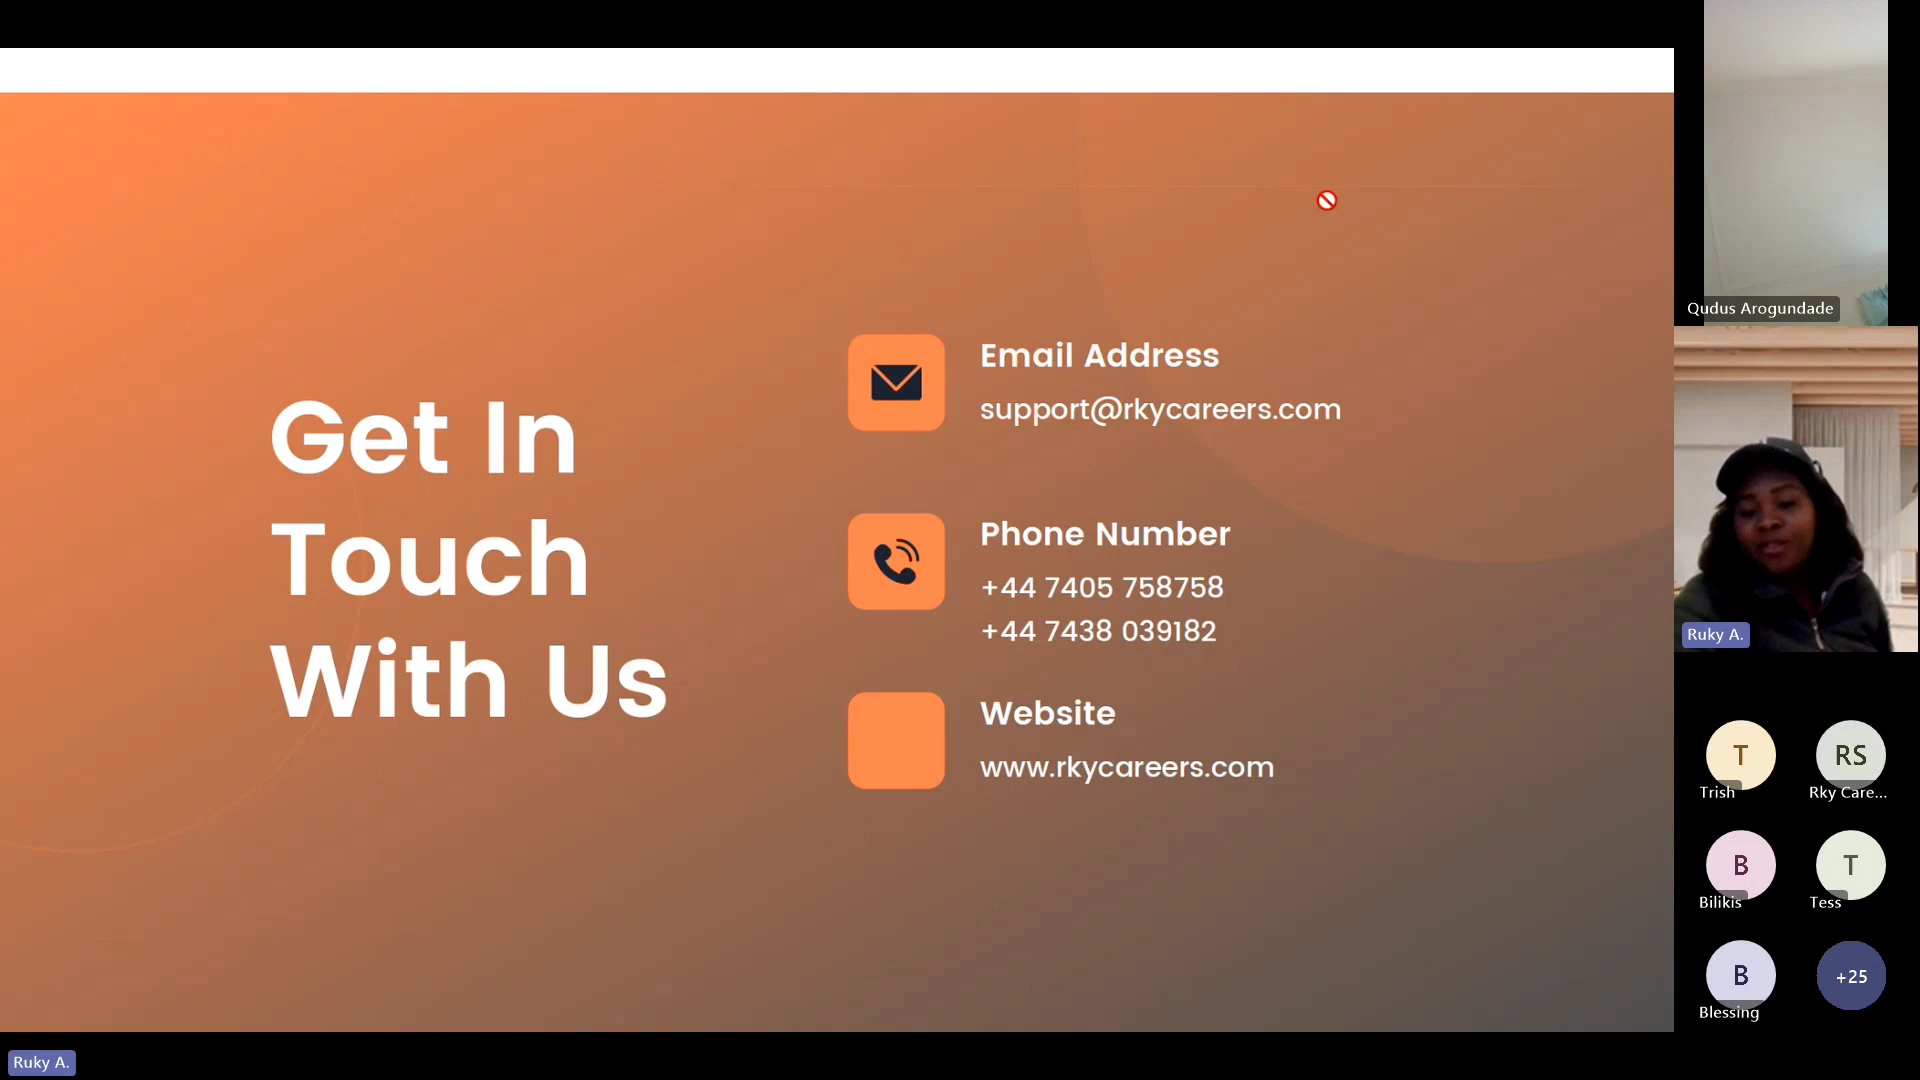 Get In
Touch
With Us
Email Address
support@rkycareers.com
Phone Number
+44 7405 758758
+44 7438 039182
Website
www.rkycareers.com
Qudus Arogundade
Ruky A.
T
Trish
RS
Rky Care...
B
Bilikis
T
Tess
B
Blessing
+25
Ruky A.